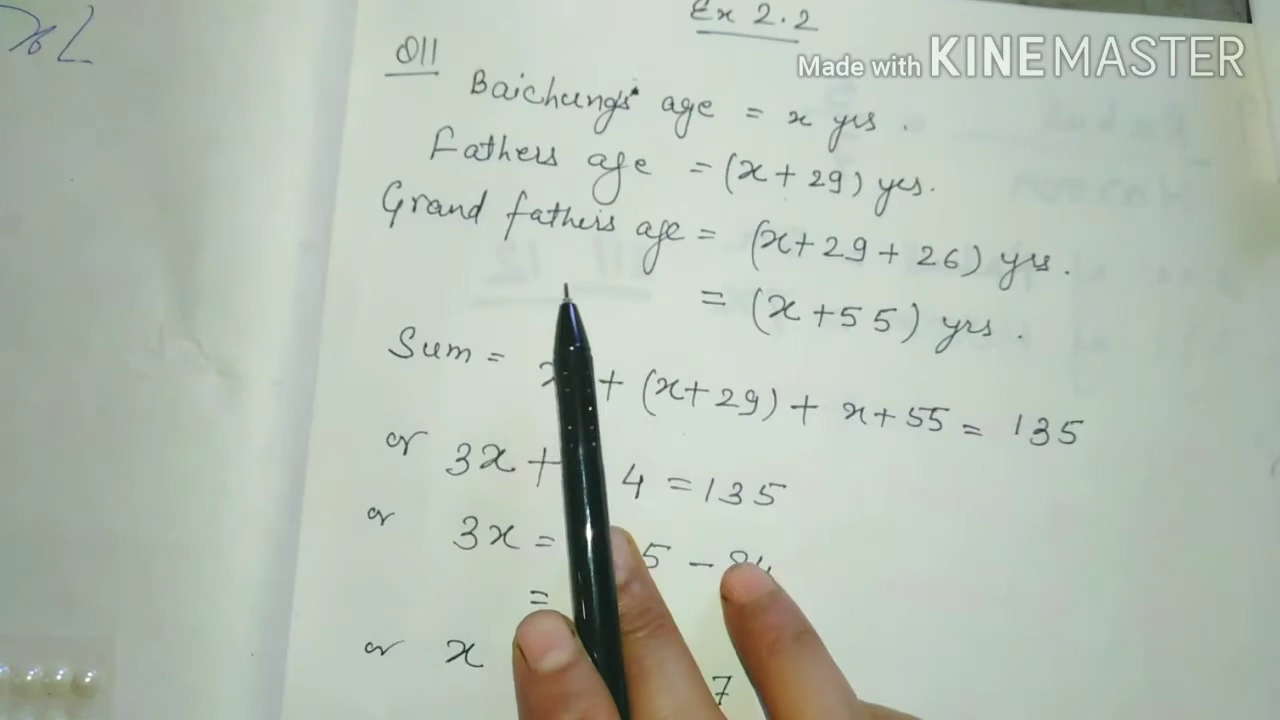 Ex 2.2
Made with KINEMASTER
Q11
Baichung's age = x yrs.
Fathers age = (x + 29) yrs.
Grand fathers age = (x + 29 + 26) yrs.
= (x + 55) yrs.
Sum = x + (x + 29) + x + 55 = 135
or 3x + 4 = 135
or 3x = 5 - 84
=
or x
7